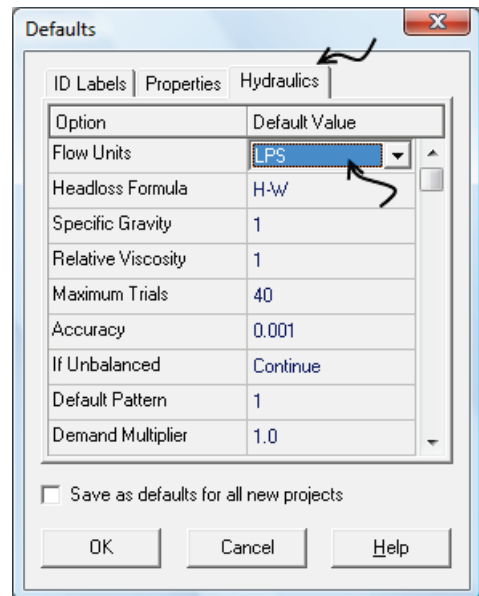 Defaults
ID Labels Properties Hydraulics
Option Default Value
Flow Units LPS
Headloss Formula H-W
Specific Gravity 1
Relative Viscosity 1
Maximum Trials 40
Accuracy 0.001
If Unbalanced Continue
Default Pattern 1
Demand Multiplier 1.0
Save as defaults for all new projects
OK Cancel Help